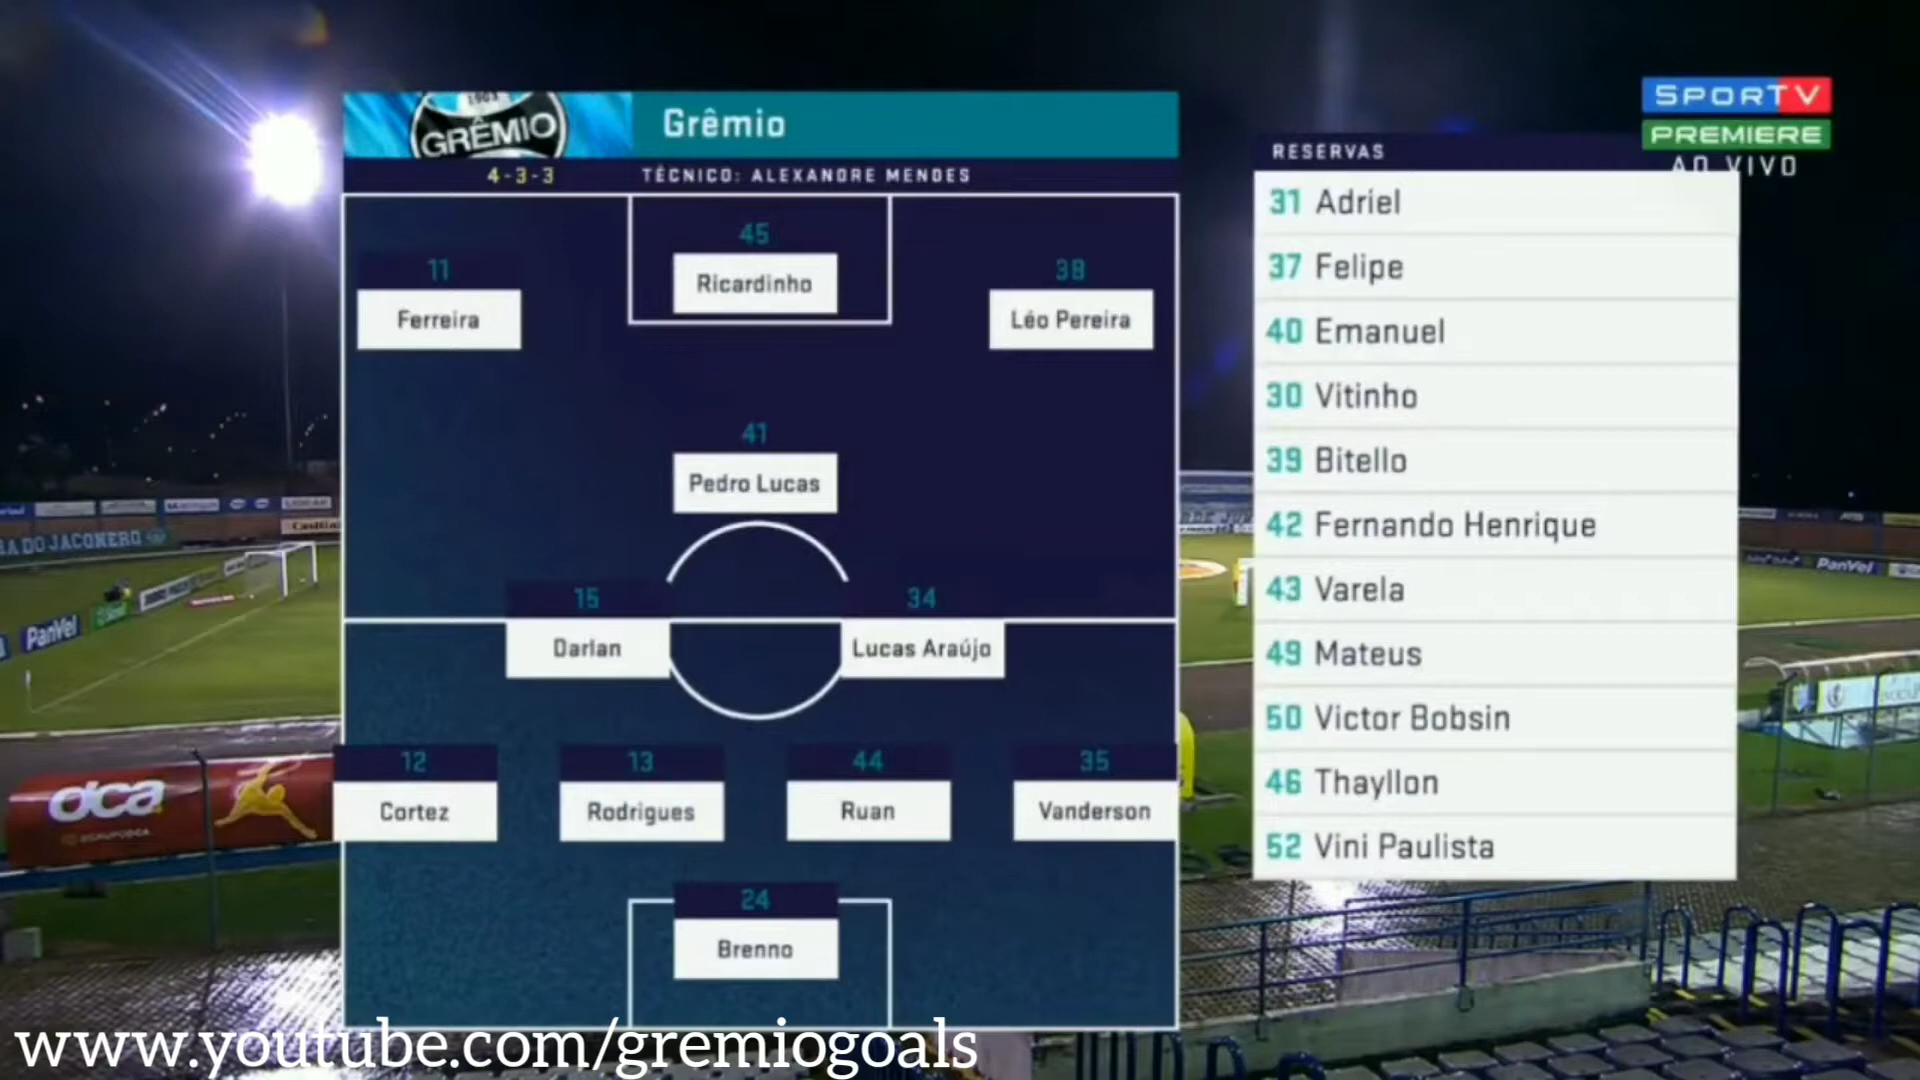 1903
GRÊMIO
Grêmio
4-3-3
TÉCNICO: ALEXANDRE MENDES
SPORTV
PREMIERE
AO VIVO
45
Ricardinho
11
Ferreira
38
Léo Pereira
41
Pedro Lucas
15
Darlan
34
Lucas Araújo
12
Cortez
13
Rodrigues
44
Ruan
35
Vanderson
24
Brenno
RESERVAS
31 Adriel
37 Felipe
40 Emanuel
30 Vitinho
39 Bitello
42 Fernando Henrique
43 Varela
49 Mateus
50 Victor Bobsin
46 Thayllon
52 Vini Paulista
DO JACONERO
PanVel
PanVel
oca
www.youtube.com/gremiogoals